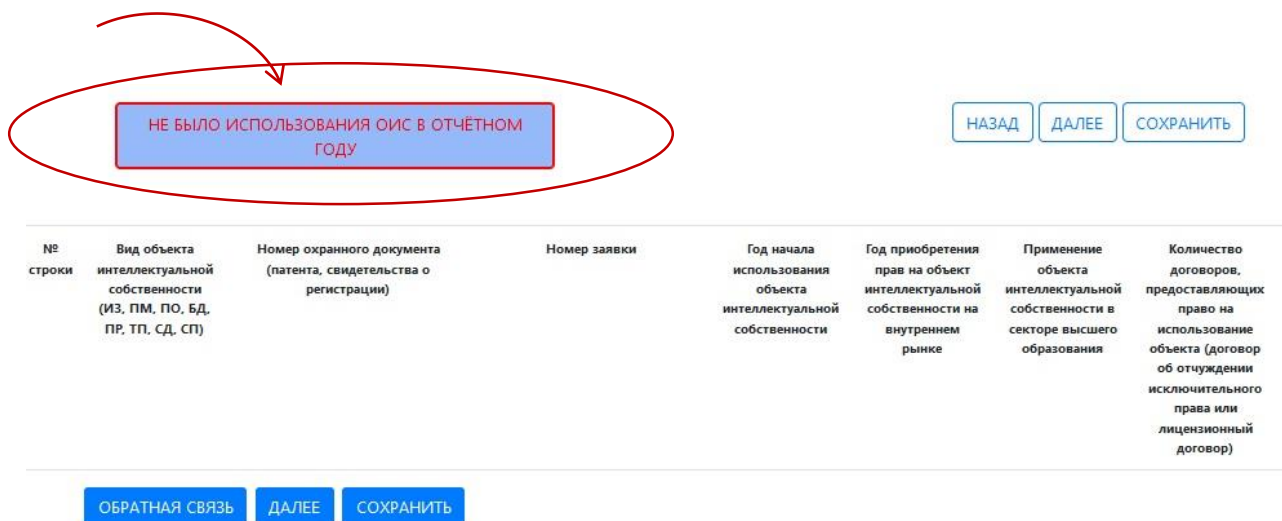 НЕ БЫЛО ИСПОЛЬЗОВАНИЯ ОИС В ОТЧЁТНОМ
ГОДУ
НАЗАД
ДАЛЕЕ
СОХРАНИТЬ
№
строки
Вид объекта
интеллектуальной
собственности
(ИЗ, ПМ, ПО, БД,
ПР, ТП, СД, СП)
Номер охранного документа
(патента, свидетельства о
регистрации)
Номер заявки
Год начала
использования
объекта
интеллектуальной
собственности
Год приобретения
прав на объект
интеллектуальной
собственности на
внутреннем
рынке
Применение
объекта
интеллектуальной
собственности в
секторе высшего
образования
Количество
договоров,
предоставляющих
право на
использование
объекта (договор
об отчуждении
исключительного
права или
лицензионный
договор)
ОБРАТНАЯ СВЯЗЬ
ДАЛЕЕ
СОХРАНИТЬ